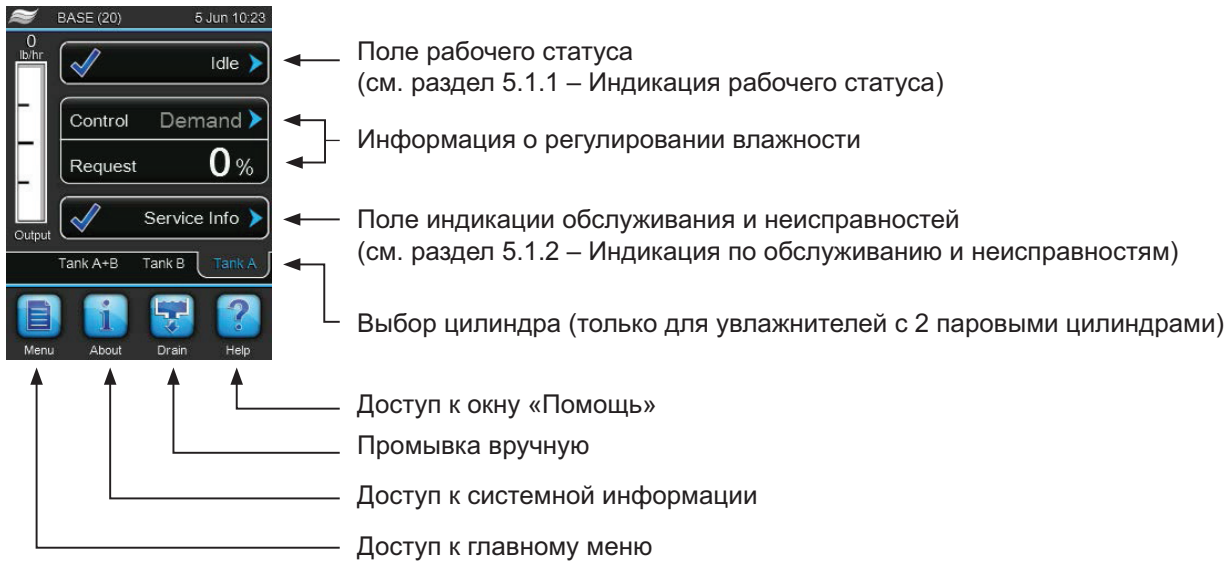 BASE (20) 5 Jun 10:23
0
lb/hr
Idle
Control Demand
Request 0 %
Service Info
Output
Tank A+B Tank B Tank A
Menu About Drain Help
Поле рабочего статуса
(см. раздел 5.1.1 – Индикация рабочего статуса)
Информация о регулировании влажности
Поле индикации обслуживания и неисправностей
(см. раздел 5.1.2 – Индикация по обслуживанию и неисправностям)
Выбор цилиндра (только для увлажнителей с 2 паровыми цилиндрами)
Доступ к окну «Помощь»
Промывка вручную
Доступ к системной информации
Доступ к главному меню